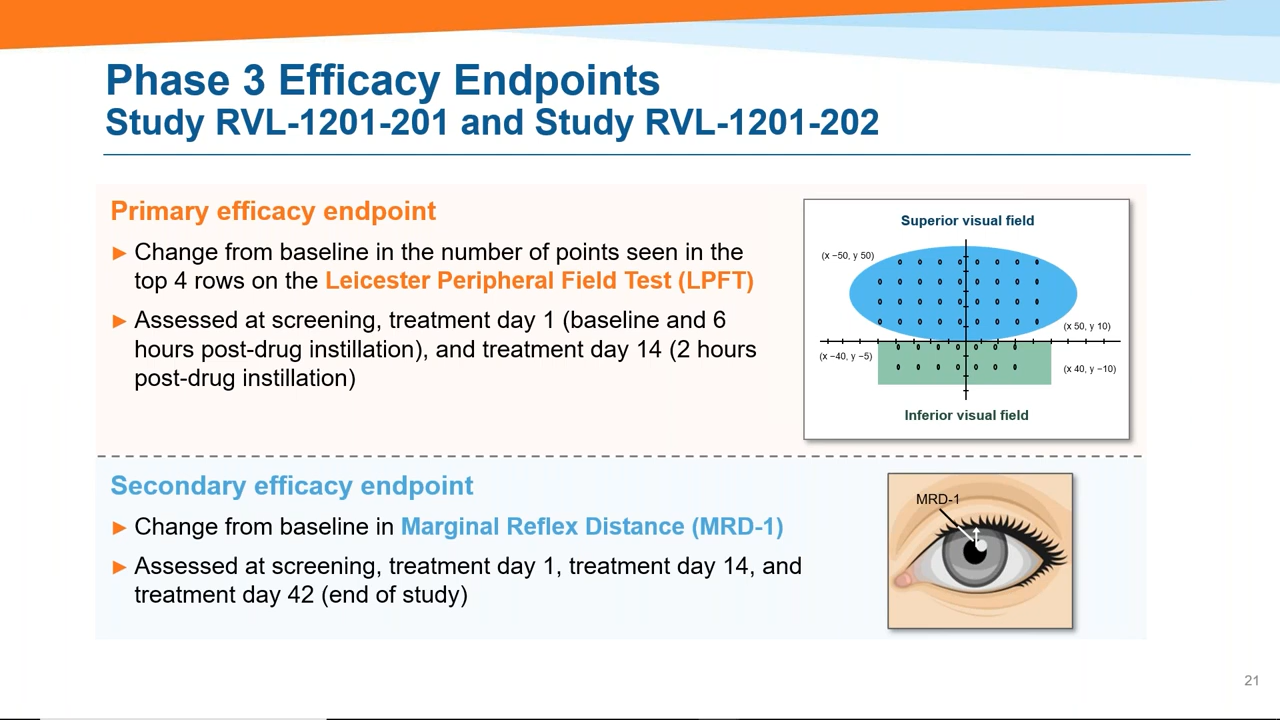 Phase 3 Efficacy Endpoints
Study RVL-1201-201 and Study RVL-1201-202
Primary efficacy endpoint
► Change from baseline in the number of points seen in the
top 4 rows on the Leicester Peripheral Field Test (LPFT)
► Assessed at screening, treatment day 1 (baseline and 6
hours post-drug instillation), and treatment day 14 (2 hours
post-drug instillation)
Superior visual field
(x −50, y 50)
(x 50, y 10)
(x −40, y −5)
(x 40, y −10)
Inferior visual field
Secondary efficacy endpoint
► Change from baseline in Marginal Reflex Distance (MRD-1)
► Assessed at screening, treatment day 1, treatment day 14, and
treatment day 42 (end of study)
MRD-1
21